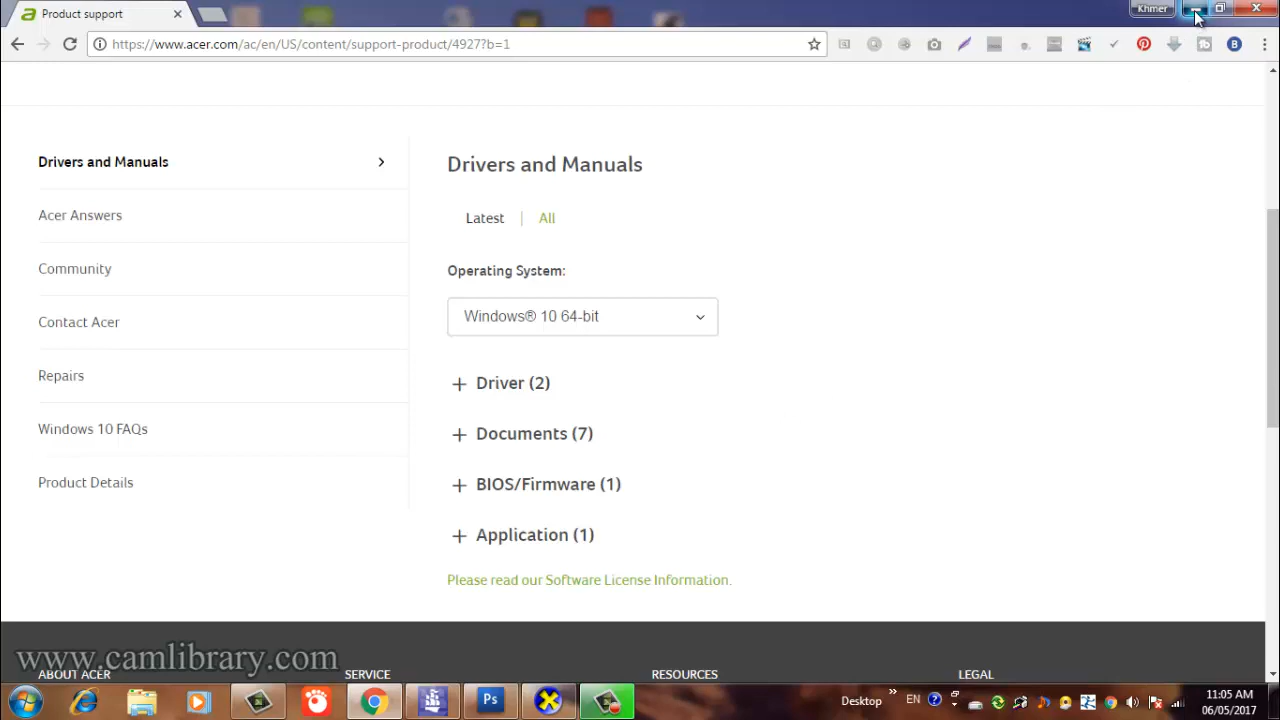 Product support
Khmer
https://www.acer.com/ac/en/US/content/support-product/4927?b=1
Drivers and Manuals
Acer Answers
Community
Contact Acer
Repairs
Windows 10 FAQs
Product Details
Drivers and Manuals
Latest | All
Operating System:
Windows® 10 64-bit
+ Driver (2)
+ Documents (7)
+ BIOS/Firmware (1)
+ Application (1)
Please read our Software License Information.
www.camlibrary.com
ABOUT ACER
SERVICE
RESOURCES
LEGAL
Ps
Desktop
EN
11:05 AM
06/05/2017